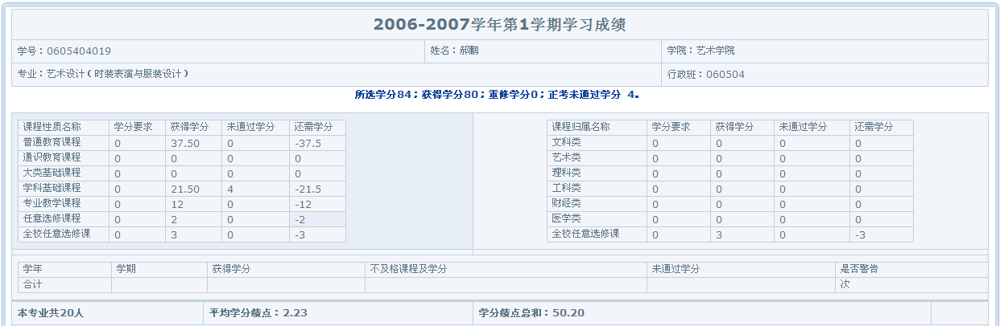 2006-2007学年第1学期学习成绩
学号：0605404019 姓名：郝鹏 学院：艺术学院
专业：艺术设计（时装表演与服装设计） 行政班：060504
所选学分84；获得学分80；重修学分0；正考未通过学分 4。
课程性质名称 学分要求 获得学分 未通过学分 还需学分
普通教育课程 0 37.50 0 -37.5
通识教育课程 0 0 0 0
大类基础课程 0 0 0 0
学科基础课程 0 21.50 4 -21.5
专业教学课程 0 12 0 -12
任意选修课程 0 2 0 -2
全校任意选修课 0 3 0 -3
课程归属名称 学分要求 获得学分 未通过学分 还需学分
文科类 0 0 0 0
艺术类 0 0 0 0
理科类 0 0 0 0
工科类 0 0 0 0
财经类 0 0 0 0
医学类 0 0 0 0
全校任意选修课 0 3 0 -3
学年 学期 获得学分 不及格课程及学分 未通过学分 是否警告
合计 次
本专业共20人 平均学分绩点：2.23 学分绩点总和：50.20